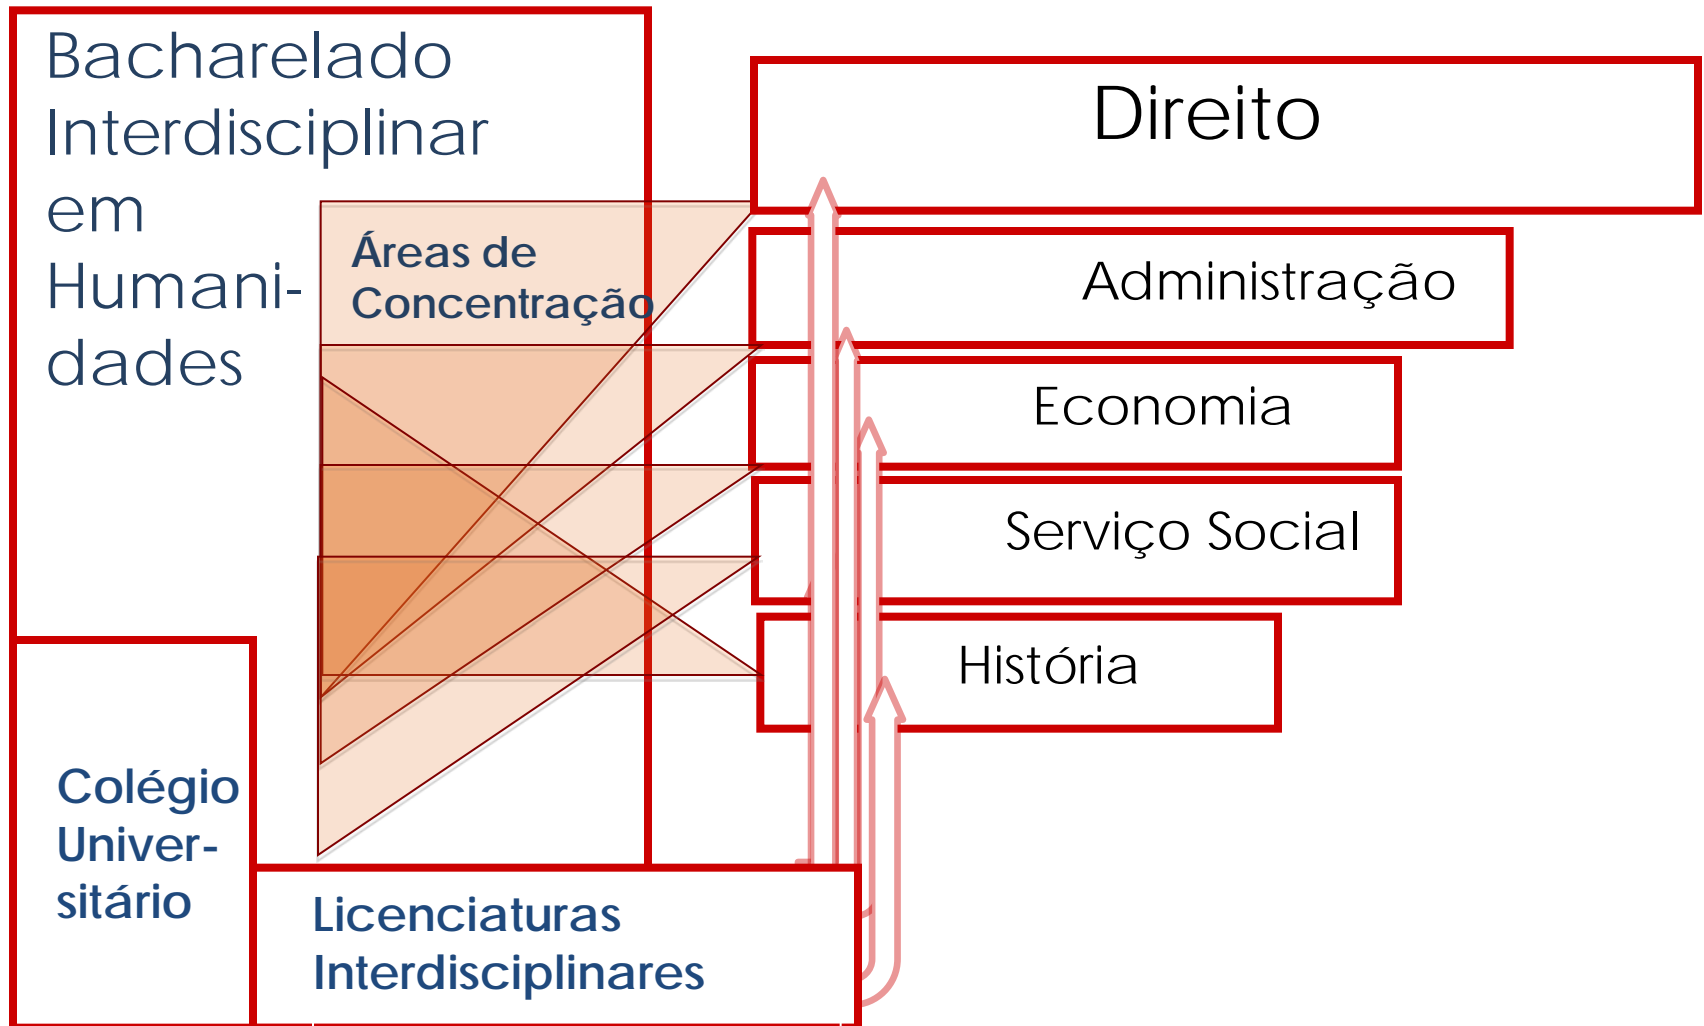 Bacharelado
Interdisciplinar
em
Humani-
dades
Áreas de
Concentração
Direito
Administração
Economia
Serviço Social
História
Colégio
Univer-
sitário
Licenciaturas
Interdisciplinares